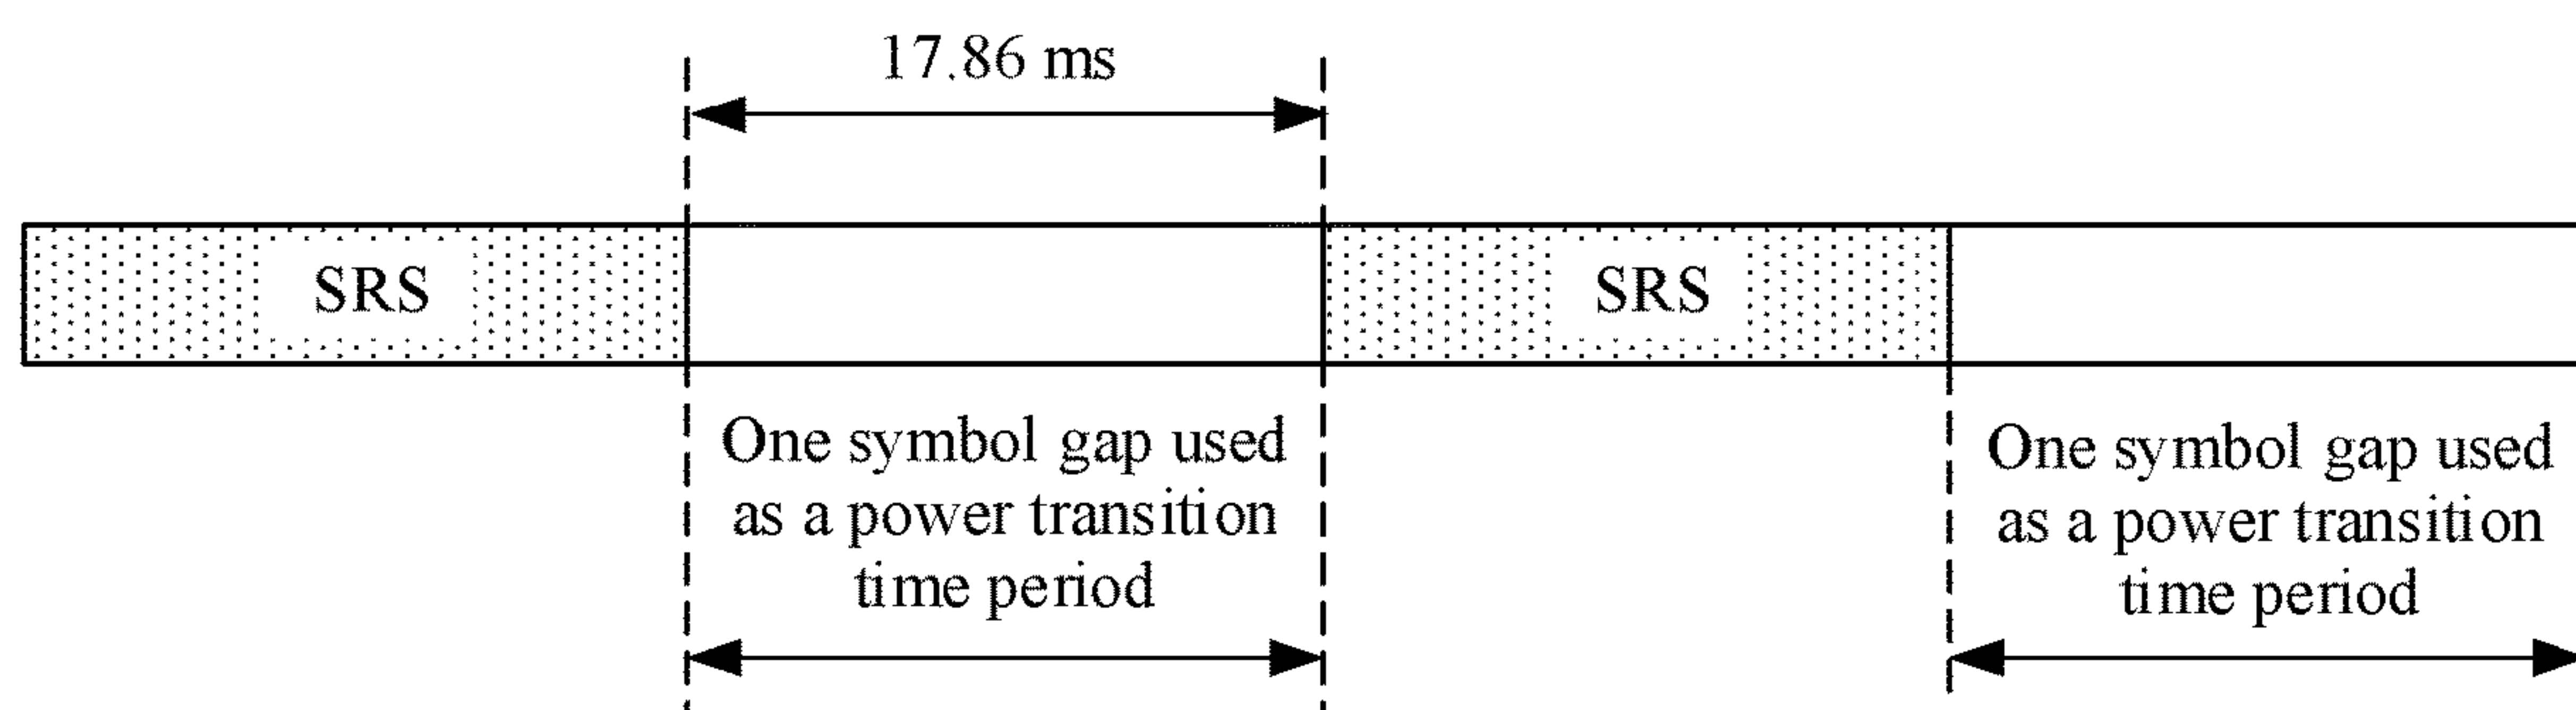 17.86 ms
SRS
SRS
One symbol gap used
as a power transition
time period
One symbol gap used
as a power transition
time period